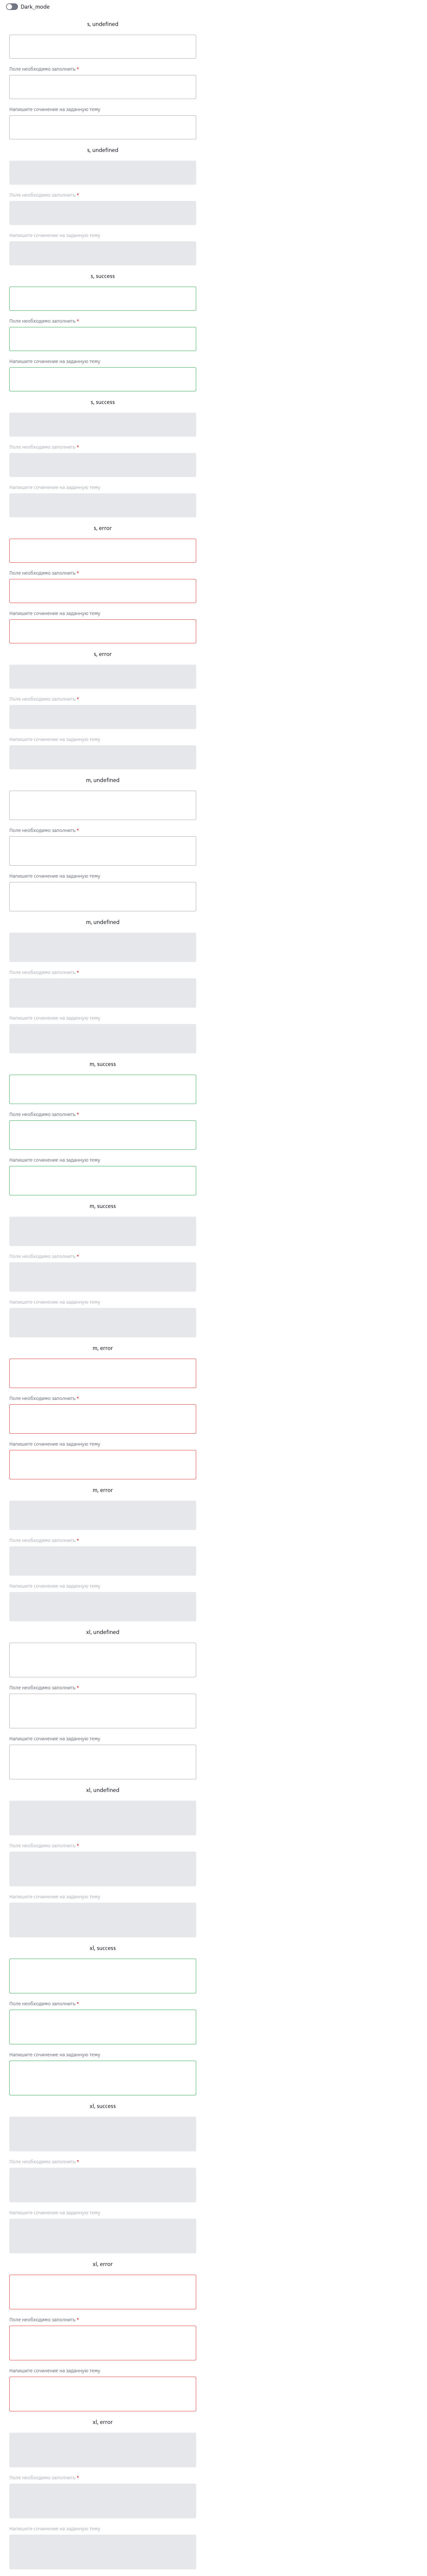 Dark_mode
s, undefined
Поле необходимо заполнить *
Напишите сочинение на заданную тему
s, undefined
Поле необходимо заполнить *
Напишите сочинение на заданную тему
s, success
Поле необходимо заполнить *
Напишите сочинение на заданную тему
s, success
Поле необходимо заполнить *
Напишите сочинение на заданную тему
s, error
Поле необходимо заполнить *
Напишите сочинение на заданную тему
s, error
Поле необходимо заполнить *
Напишите сочинение на заданную тему
m, undefined
Поле необходимо заполнить *
Напишите сочинение на заданную тему
m, undefined
Поле необходимо заполнить *
Напишите сочинение на заданную тему
m, success
Поле необходимо заполнить *
Напишите сочинение на заданную тему
m, success
Поле необходимо заполнить *
Напишите сочинение на заданную тему
m, error
Поле необходимо заполнить *
Напишите сочинение на заданную тему
m, error
Поле необходимо заполнить *
Напишите сочинение на заданную тему
xl, undefined
Поле необходимо заполнить *
Напишите сочинение на заданную тему
xl, undefined
Поле необходимо заполнить *
Напишите сочинение на заданную тему
xl, success
Поле необходимо заполнить *
Напишите сочинение на заданную тему
xl, success
Поле необходимо заполнить *
Напишите сочинение на заданную тему
xl, error
Поле необходимо заполнить *
Напишите сочинение на заданную тему
xl, error
Поле необходимо заполнить *
Напишите сочинение на заданную тему